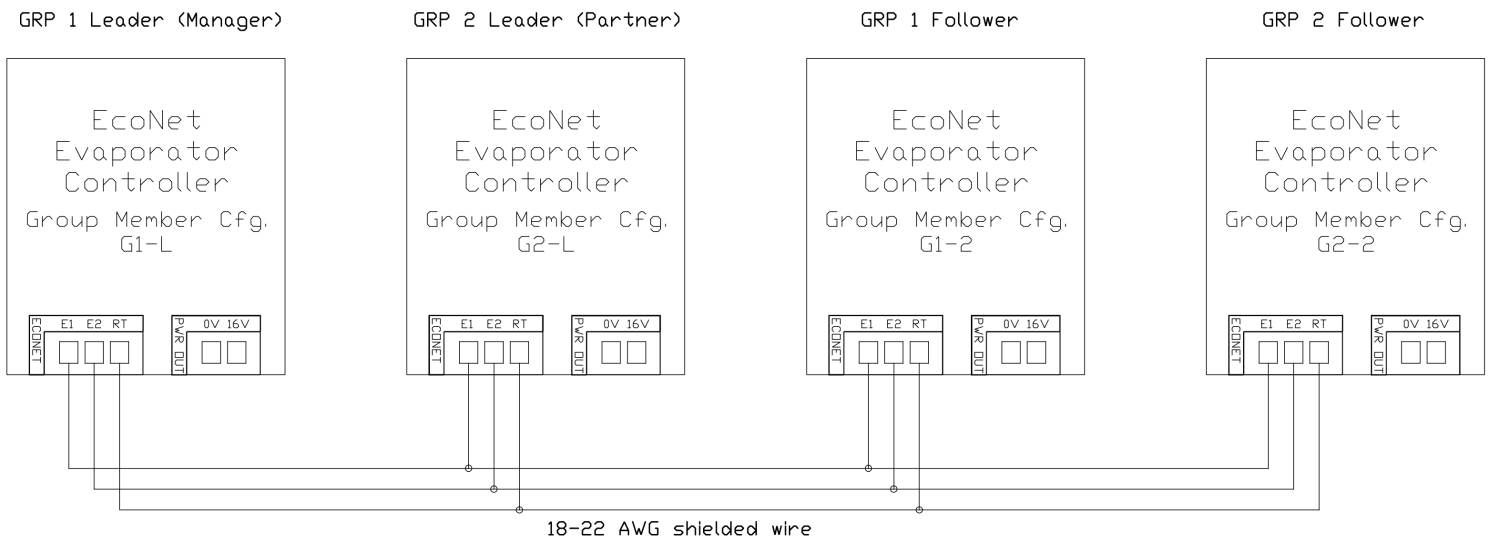 GRP 1 Leader (Manager)
GRP 2 Leader (Partner)
GRP 1 Follower
GRP 2 Follower
EcoNet
Evaporator
Controller
Group Member Cfg.
G1-L
ECONET
E1 E2 RT
PWR OUT
0V 16V
EcoNet
Evaporator
Controller
Group Member Cfg.
G2-L
ECONET
E1 E2 RT
PWR OUT
0V 16V
EcoNet
Evaporator
Controller
Group Member Cfg.
G1-2
ECONET
E1 E2 RT
PWR OUT
0V 16V
EcoNet
Evaporator
Controller
Group Member Cfg.
G2-2
ECONET
E1 E2 RT
PWR OUT
0V 16V
18-22 AWG shielded wire